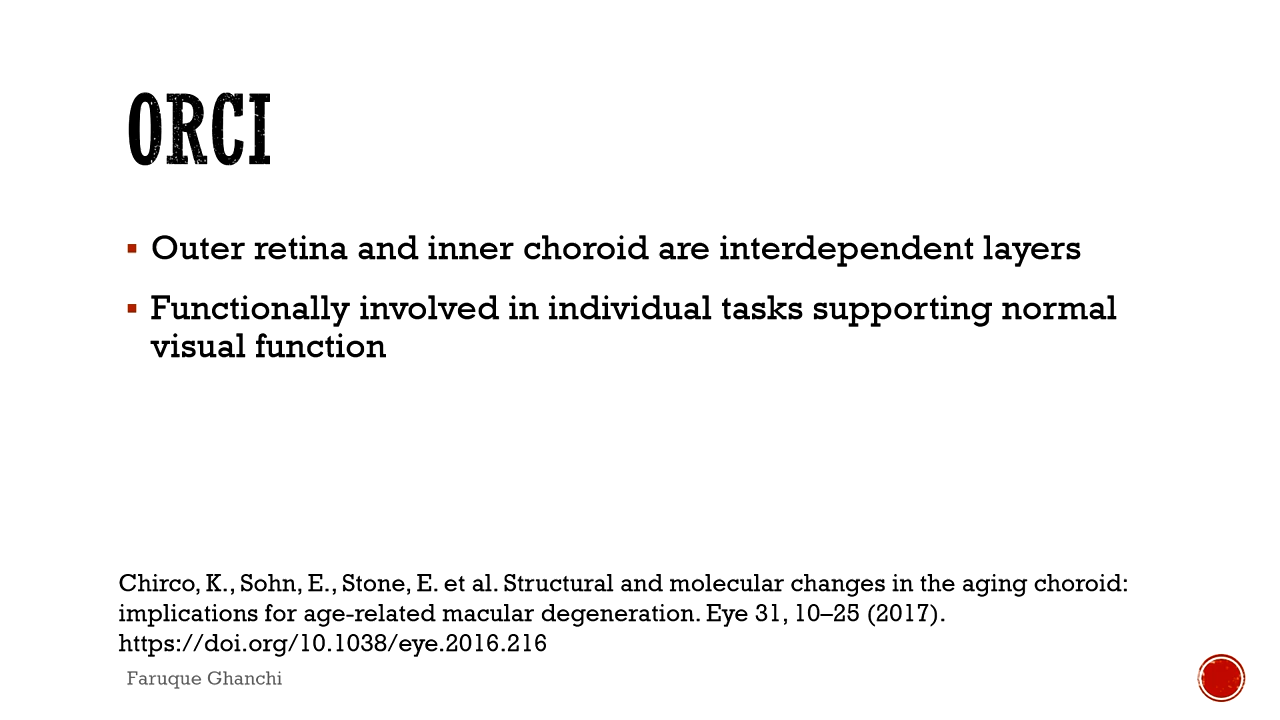 ORCI
Outer retina and inner choroid are interdependent layers
Functionally involved in individual tasks supporting normal
visual function
Chirco, K., Sohn, E., Stone, E. et al. Structural and molecular changes in the aging choroid:
implications for age-related macular degeneration. Eye 31, 10–25 (2017).
https://doi.org/10.1038/eye.2016.216
Faruque Ghanchi